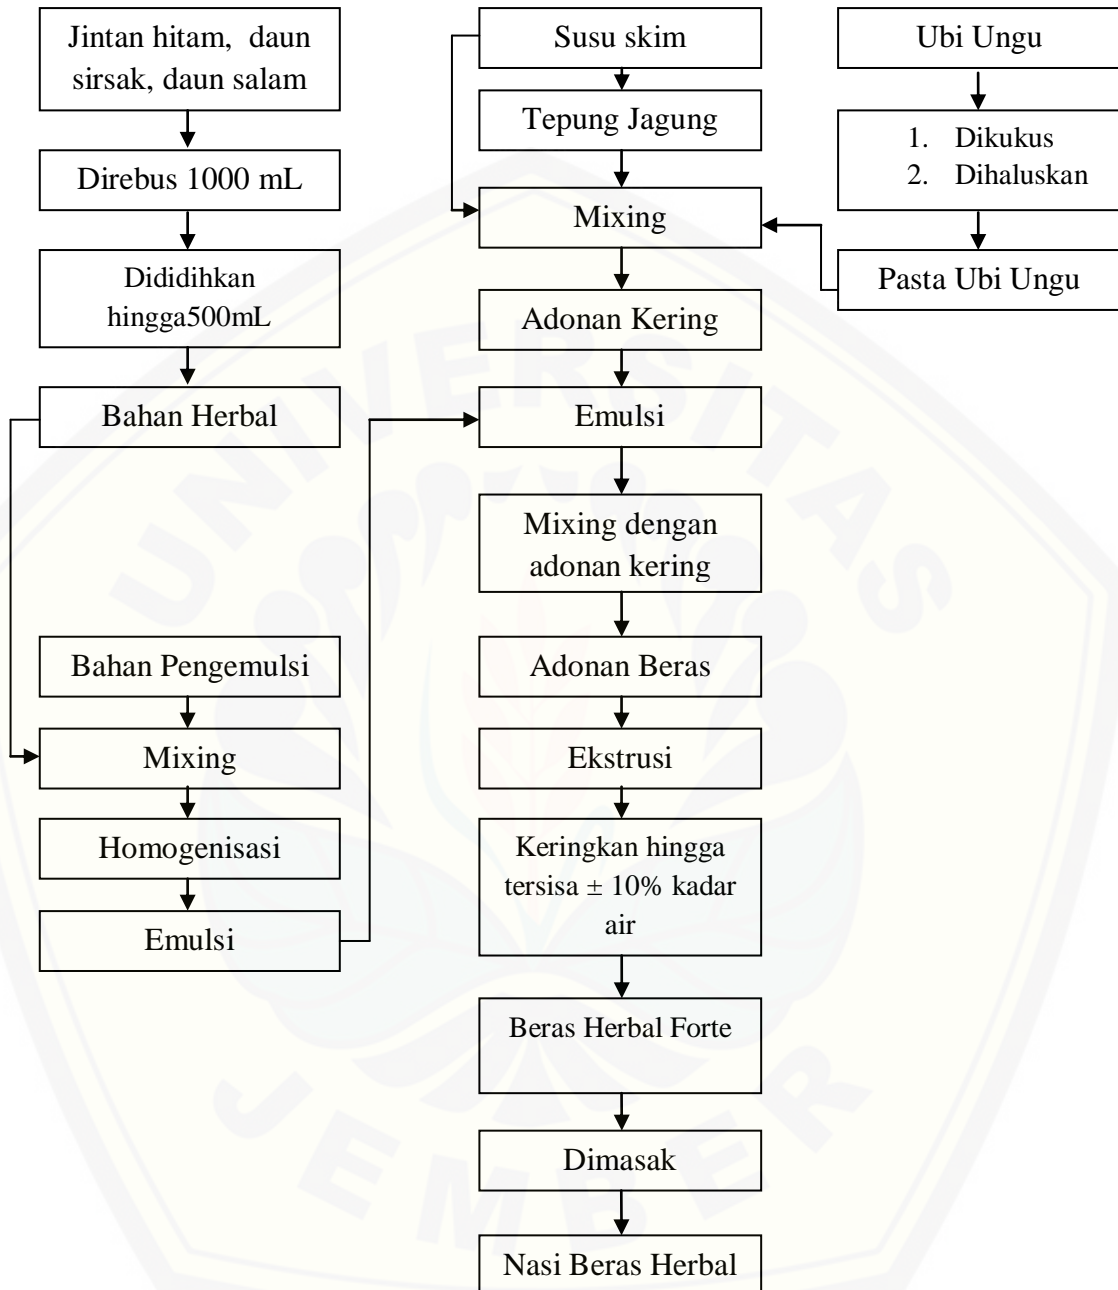 Jintan hitam, daun
sirsak, daun salam
Direbus 1000 mL
Dididihkan
hingga500mL
Bahan Herbal
Bahan Pengemulsi
Mixing
Homogenisasi
Emulsi
Susu skim
Tepung Jagung
Mixing
Adonan Kering
Emulsi
Mixing dengan
adonan kering
Adonan Beras
Ekstrusi
Keringkan hingga
tersisa ± 10% kadar
air
Beras Herbal Forte
Dimasak
Nasi Beras Herbal
Ubi Ungu
1. Dikukus
2. Dihaluskan
Pasta Ubi Ungu
UNIVERSITAS
JEMBER